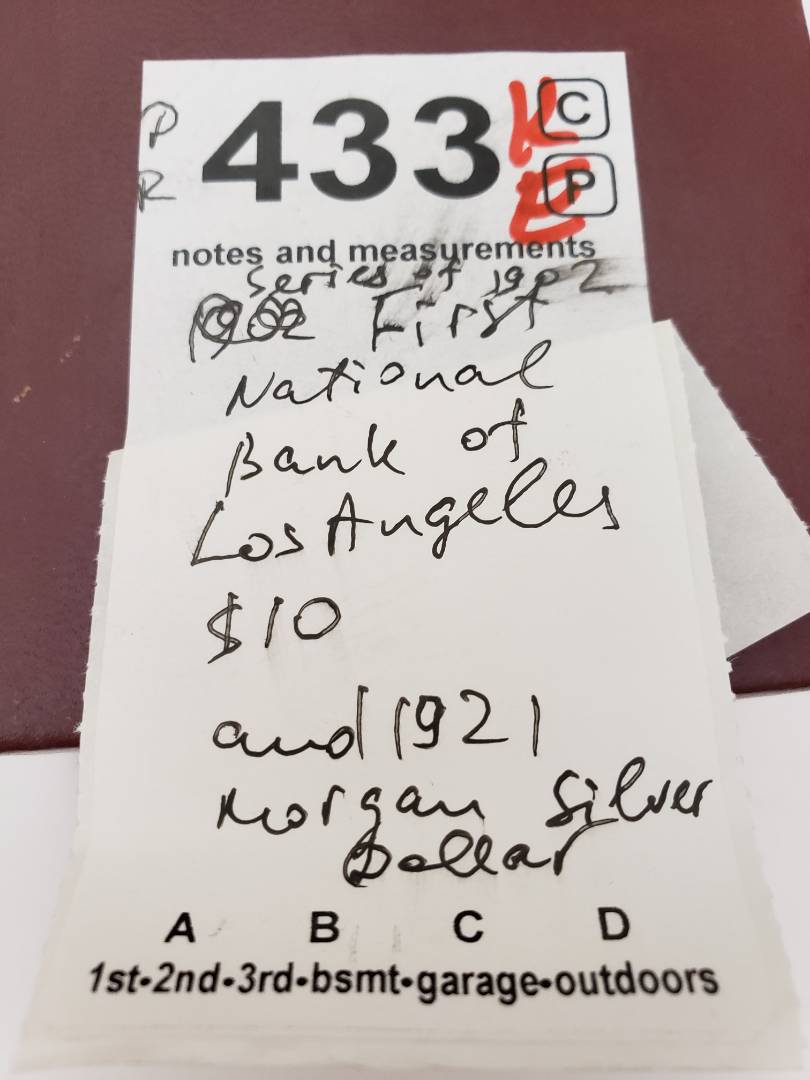 P 433 K C
R E P
notes and measurements
Series of 1902
First
National
Bank of
Los Angeles
$10
and 1921
Morgan Silver
Dollar
A B C D
1st-2nd-3rd-bsmt-garage-outdoors